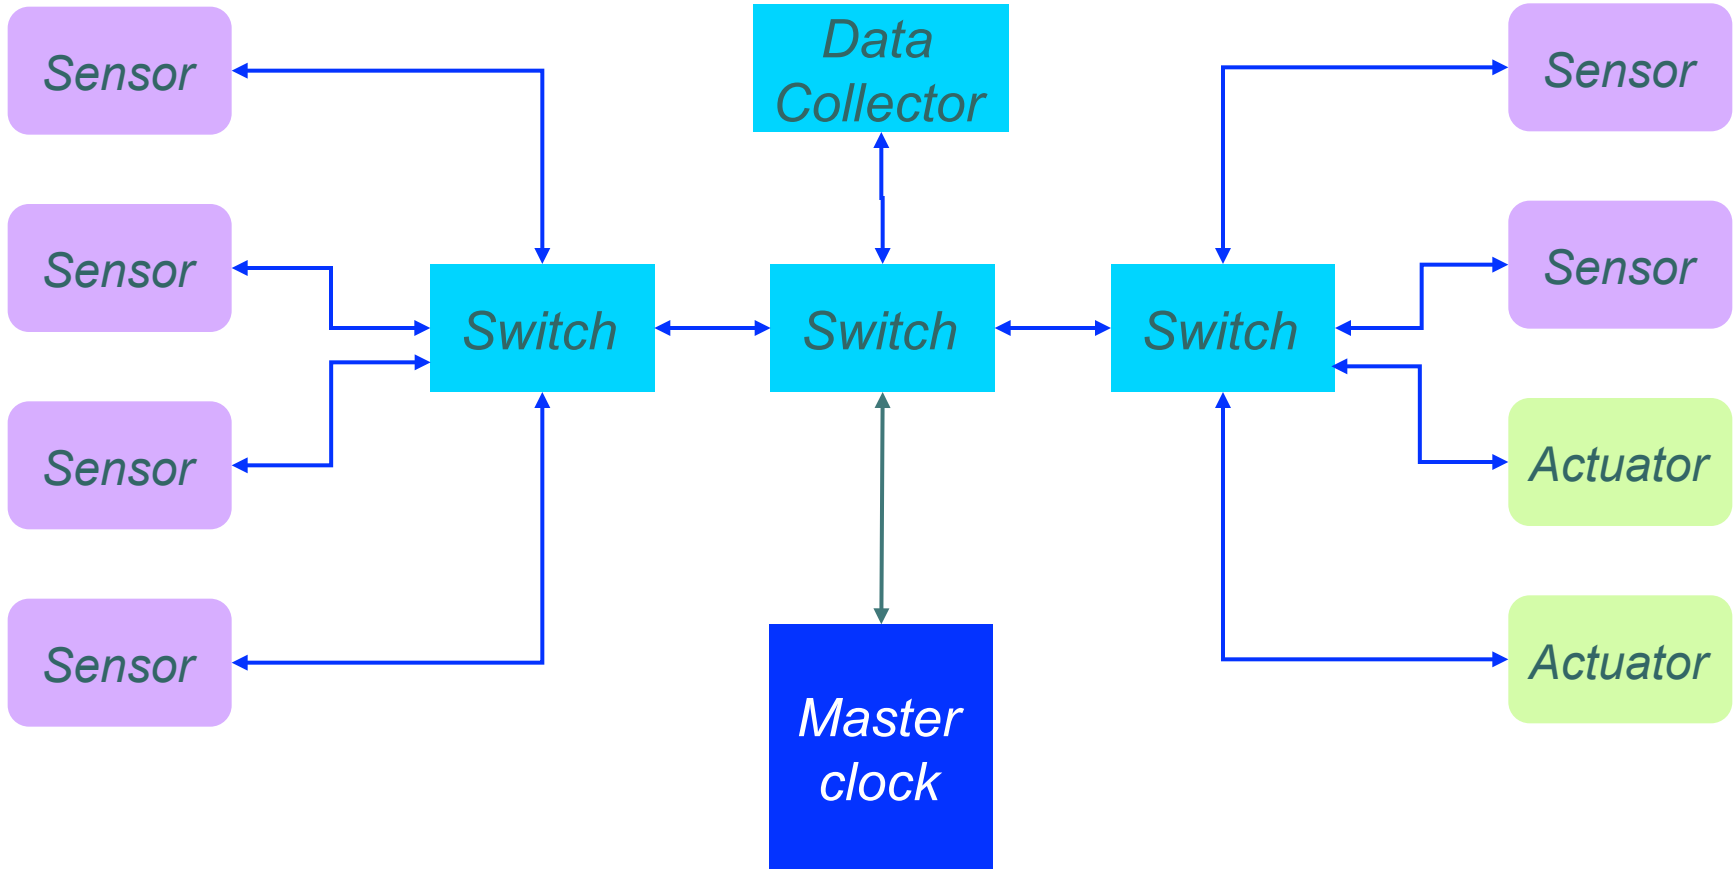 Sensor
Data
Collector
Sensor
Sensor
Sensor
Switch
Switch
Switch
Sensor
Actuator
Sensor
Actuator
Master
clock